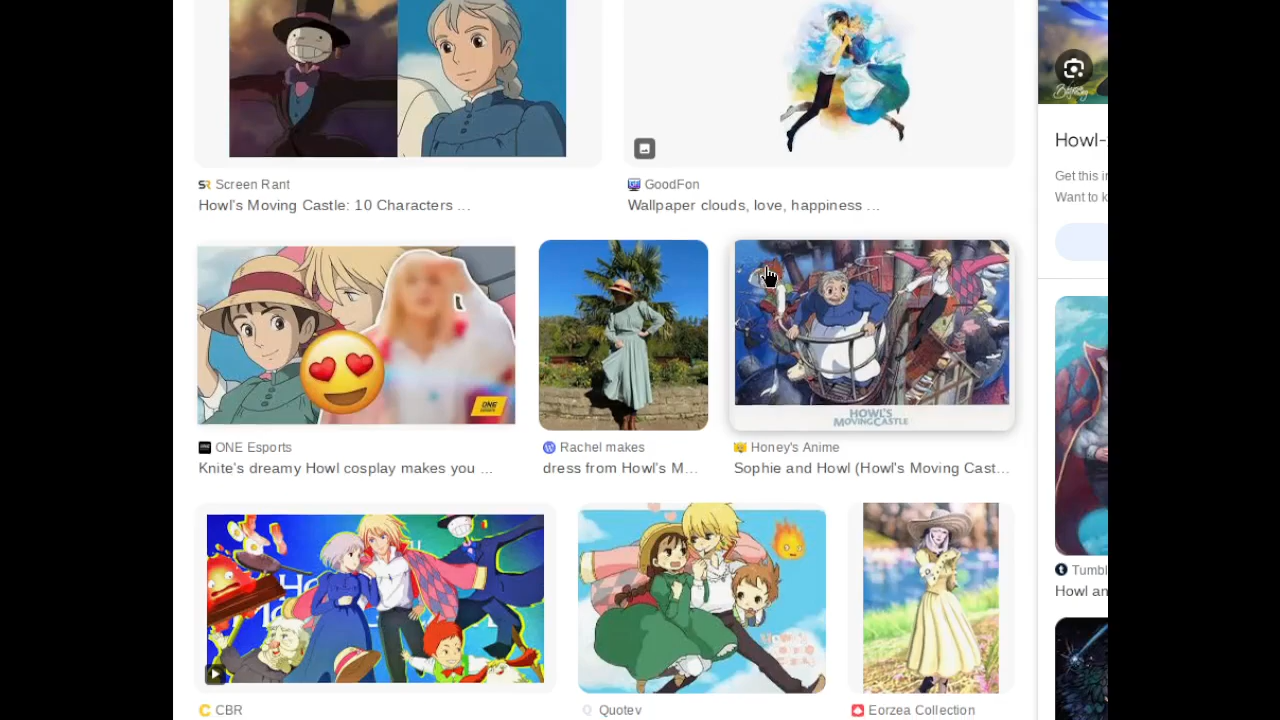 Screen Rant
Howl's Moving Castle: 10 Characters ...
GoodFon
Wallpaper clouds, love, happiness ...
Howl-
Get this i
Want to k
ONE
ESPORTS
ONE Esports
Knite's dreamy Howl cosplay makes you ...
Rachel makes
dress from Howl's M...
HOWL'S
MOVING CASTLE
Honey's Anime
Sophie and Howl (Howl's Moving Cast...
Tumbl
Howl an
CBR
Quotev
Eorzea Collection